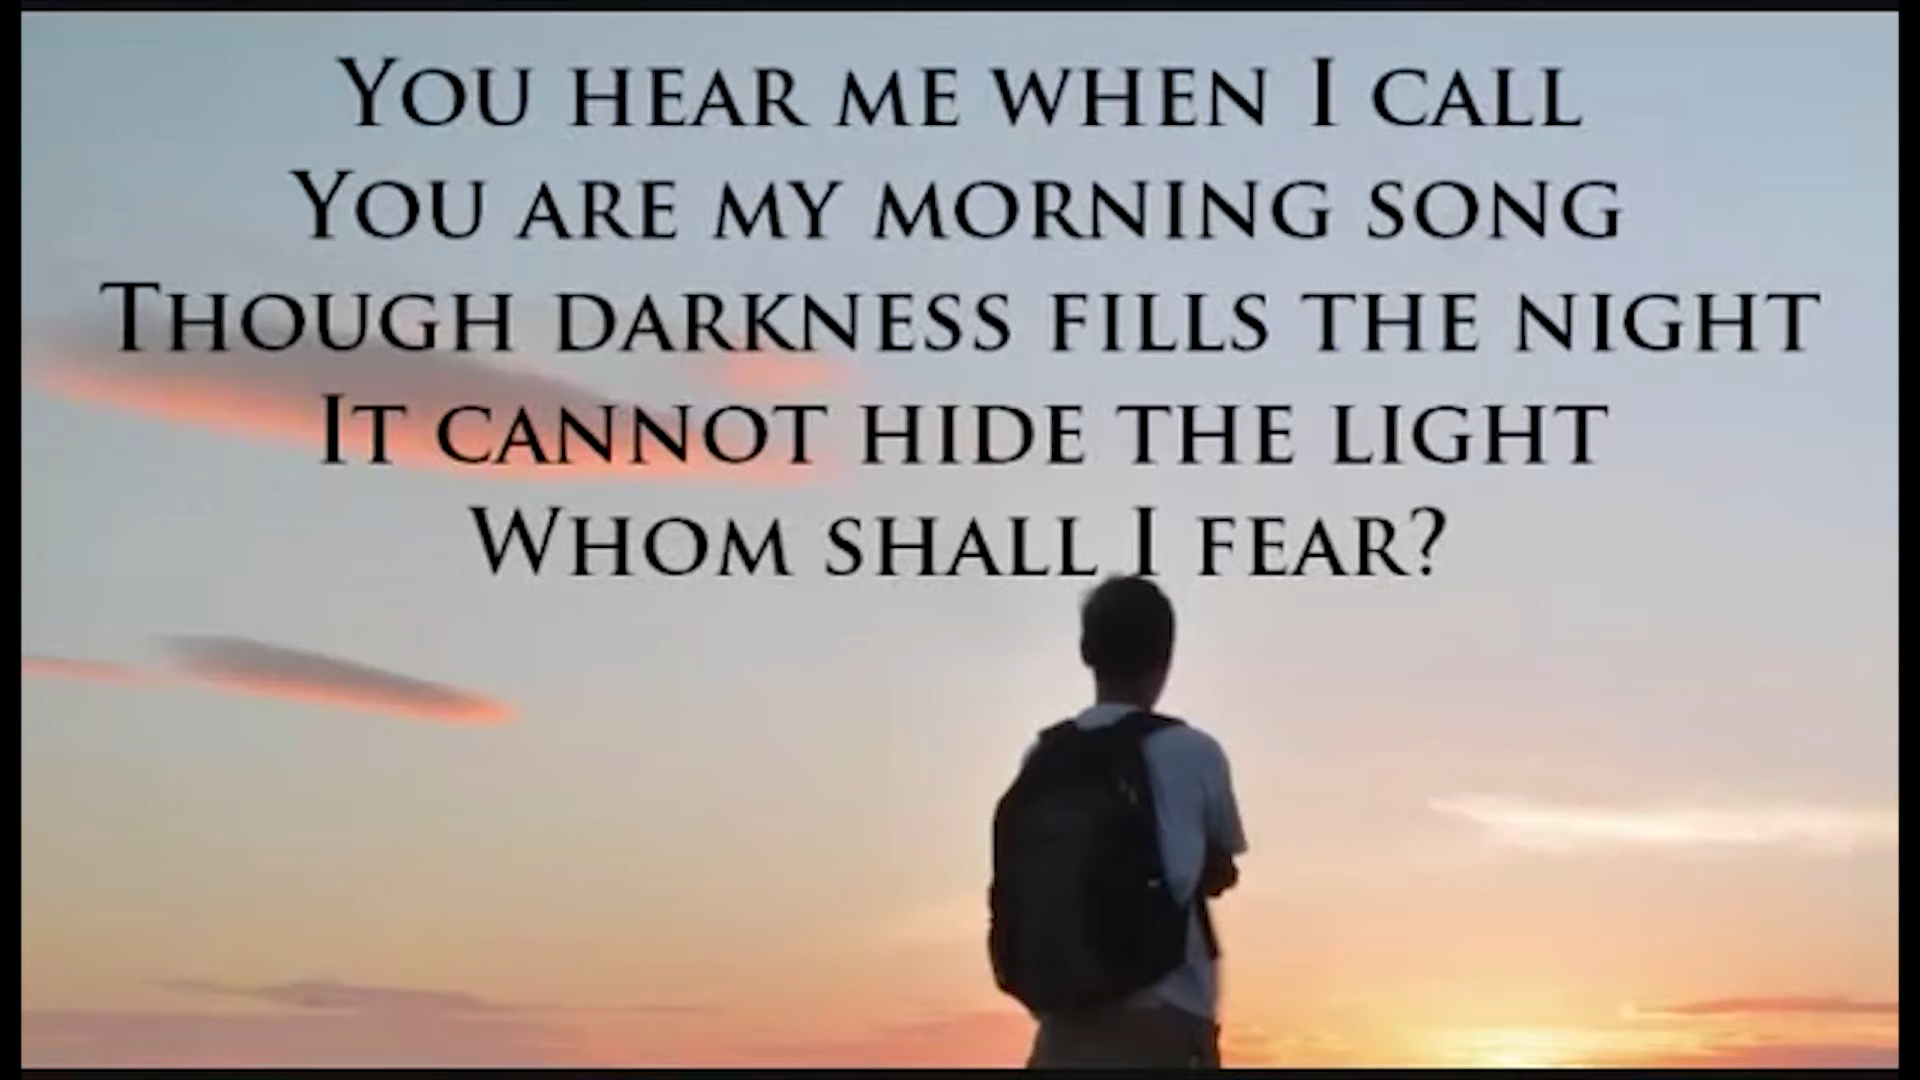 You hear me when I call
You are my morning song
Though darkness fills the night
It cannot hide the light
Whom shall I fear?